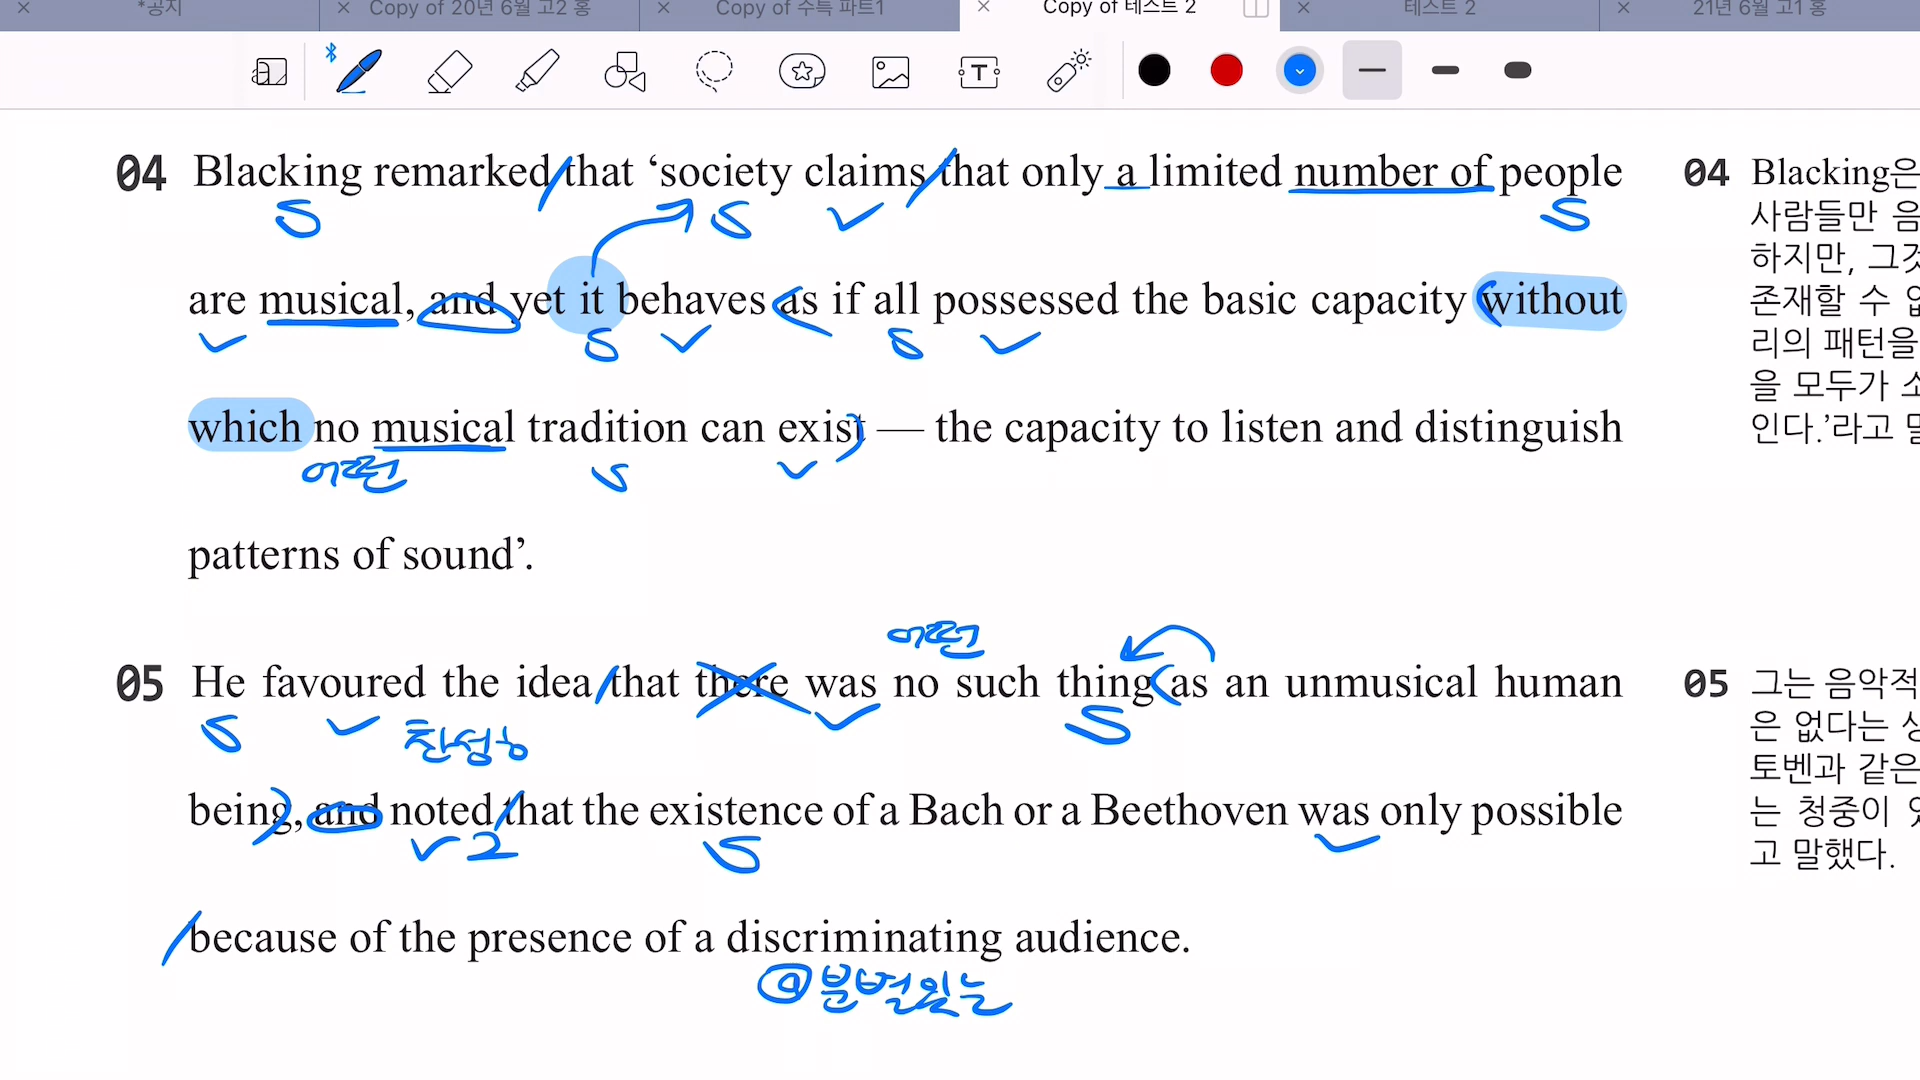 *공지
Copy of 20년 6월 고2 홍
Copy of 수특 파트1
Copy of 테스트 2
테스트 2
21년 6월 고1 홍
T
04 Blacking remarked that ‘society claims that only a limited number of people
S S S
are musical, and yet it behaves as if all possessed the basic capacity without
S S
which no musical tradition can exist — the capacity to listen and distinguish
어떤 S
patterns of sound’.
어떤
05 He favoured the idea that there was no such thing as an unmusical human
S 찬성 S
being, and noted that the existence of a Bach or a Beethoven was only possible
2 S
because of the presence of a discriminating audience.
분별있는
04 Blacking은
사람들만 음
하지만, 그것
존재할 수 없
리의 패턴을
을 모두가 소
인다.’라고 말
05 그는 음악적
은 없다는 생
토벤과 같은
는 청중이 있
고 말했다.